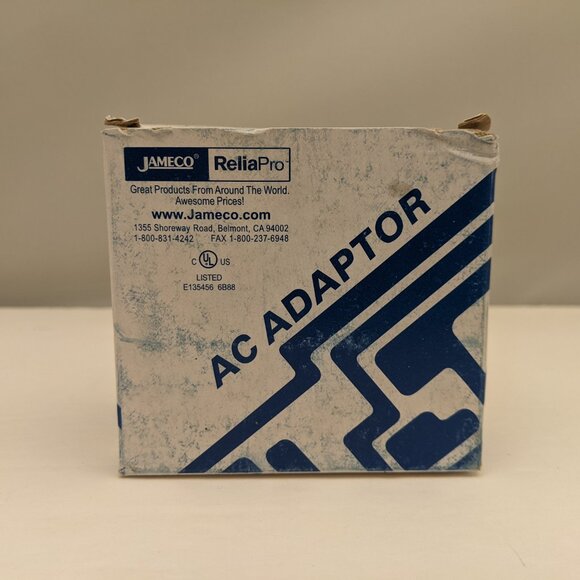 JAMECO® ReliaPro™
Great Products From Around The World.
Awesome Prices!
www.Jameco.com
1355 Shoreway Road, Belmont, CA 94002
1-800-831-4242 FAX 1-800-237-6948
C UL US
LISTED
E135456 6B88
AC ADAPTOR